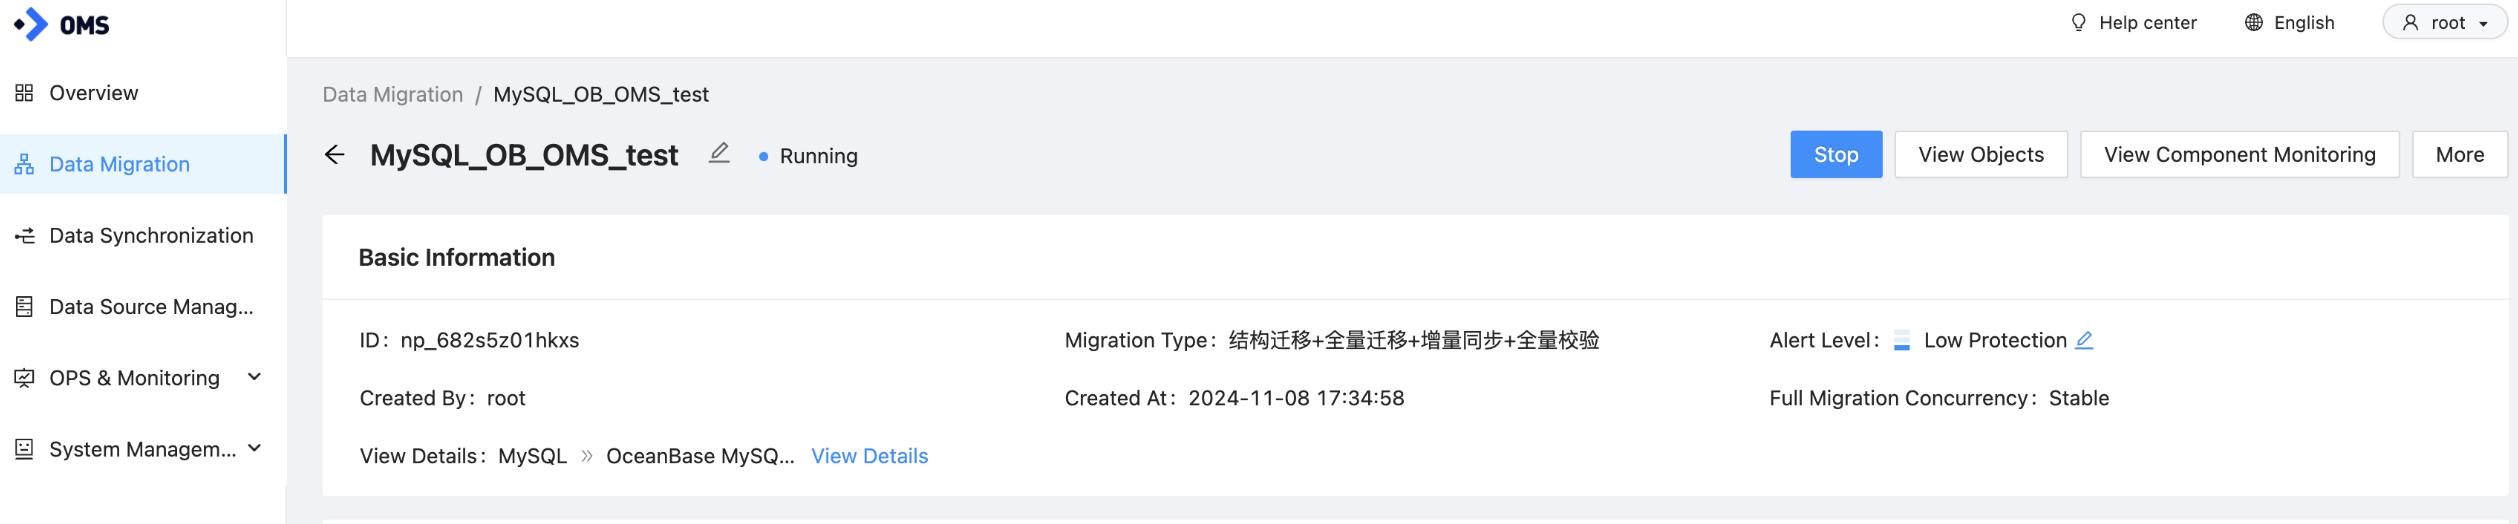 OMS
Help center English root
Overview
Data Migration
Data Synchronization
Data Source Manag...
OPS & Monitoring
System Managem...
Data Migration / MySQL_OB_OMS_test
MySQL_OB_OMS_test Running
Stop View Objects View Component Monitoring More
Basic Information
ID: np_682s5z01hkxs Migration Type: 结构迁移+全量迁移+增量同步+全量校验 Alert Level: Low Protection
Created By: root Created At: 2024-11-08 17:34:58 Full Migration Concurrency: Stable
View Details: MySQL » OceanBase MySQ... View Details